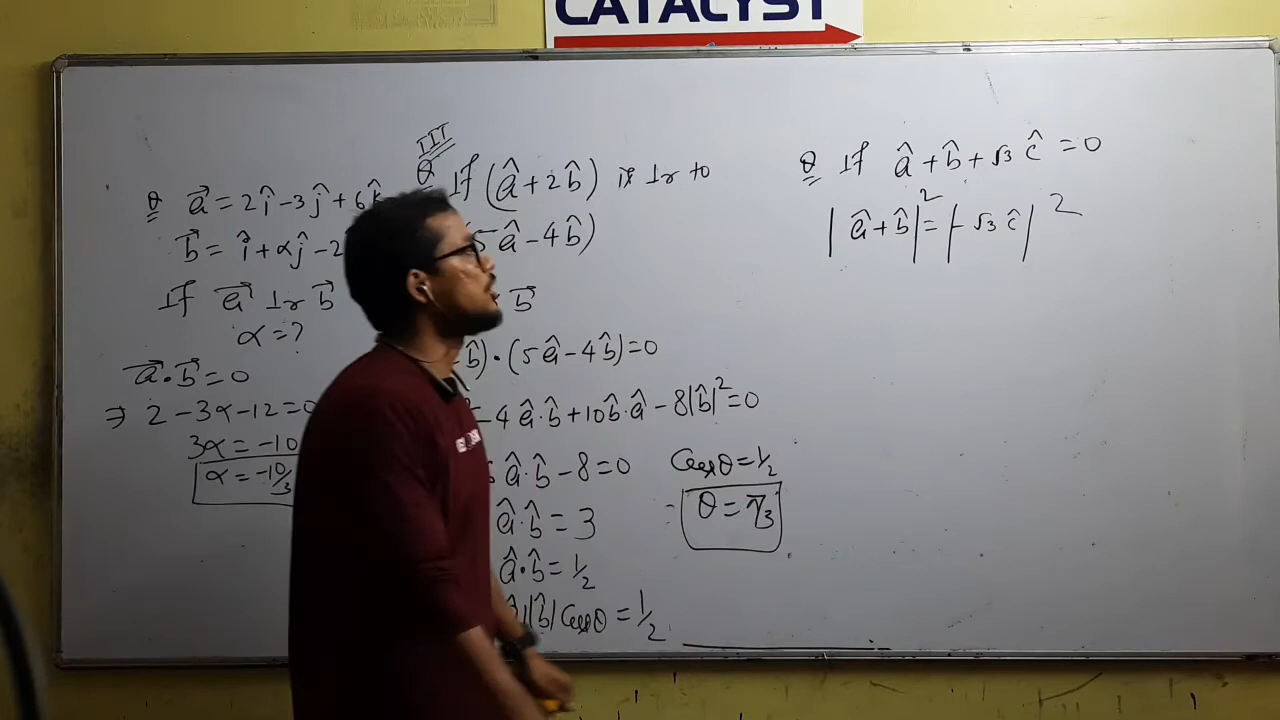 CATALYST
Q a⃗ = 2î - 3ĵ + 6k̂
b⃗ = î + αĵ - 2
If a⃗ ⊥r b⃗
α = ?
a⃗ · b⃗ = 0
⇒ 2 - 3α - 12 = 0
3α = -10
α = -10/3
IIT
Q If (â + 2b̂) is ⊥r to
5â - 4b̂)
b⃗
b̂) · (5â - 4b̂) = 0
- 4 â·b̂ + 10 b̂·â - 8|b̂|² = 0
â·b̂ - 8 = 0
â·b̂ = 3
â·b̂ = 1/2
|b̂| Cosθ = 1/2
Cosθ = 1/2
θ = π/3
Q If â + b̂ + √3 ĉ = 0
|â + b̂|² = |-√3 ĉ|²